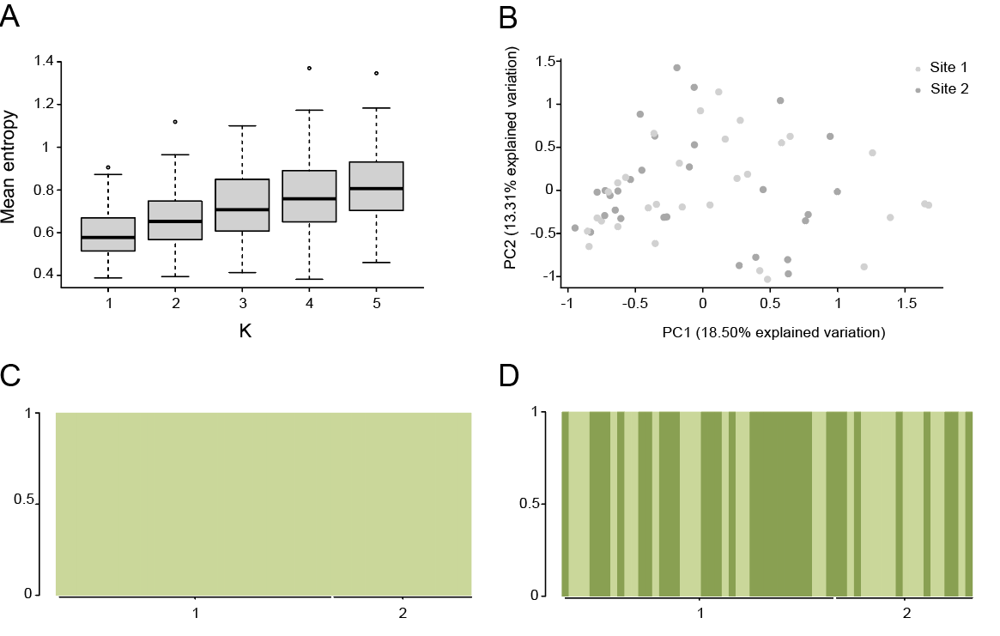 A
Mean entropy
1.4
1.2
1
0.8
0.6
0.4
1 2 3 4 5
K
B
PC2 (13.31% explained variation)
1.5
1
0.5
0
-0.5
-1
-1 -0.5 0 0.5 1 1.5
PC1 (18.50% explained variation)
Site 1
Site 2
C
1
0.5
0
1 2
D
1
0.5
0
1 2